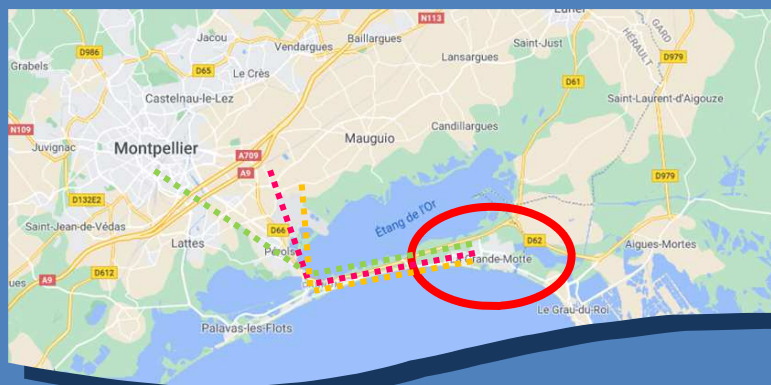 N113
Lunel
Jacou
Baillargues
Vendargues
Saint-Just
GARD
HÉRAULT
D986
D979
Grabels
D65
Le Crès
Lansargues
D61
Castelnau-le-Lez
Saint-Laurent-d'Aigouze
N109
Candillargues
Mauguio
Juvignac
Montpellier
A709
A9
D979
D132E2
Étang de l'Or
Saint-Jean-de-Védas
D66
D62
Lattes
Aigues-Mortes
Pérols
Grande-Motte
A9
D612
ues
Le Grau-du-Roi
Palavas-les-Flots